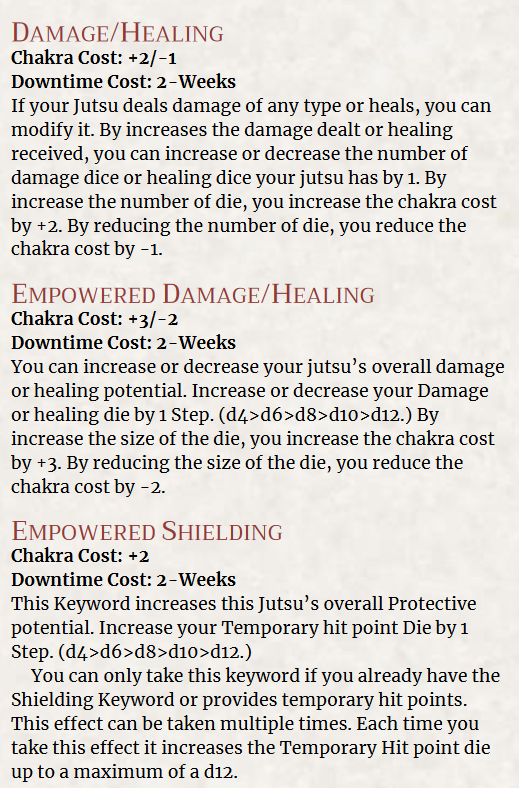 Damage/Healing
Chakra Cost: +2/-1
Downtime Cost: 2-Weeks
If your Jutsu deals damage of any type or heals, you can
modify it. By increases the damage dealt or healing
received, you can increase or decrease the number of
damage dice or healing dice your jutsu has by 1. By
increase the number of die, you increase the chakra cost
by +2. By reducing the number of die, you reduce the
chakra cost by -1.
Empowered Damage/Healing
Chakra Cost: +3/-2
Downtime Cost: 2-Weeks
You can increase or decrease your jutsu's overall damage
or healing potential. Increase or decrease your Damage
or healing die by 1 Step. (d4>d6>d8>d10>d12.) By
increase the size of the die, you increase the chakra cost
by +3. By reducing the size of the die, you reduce the
chakra cost by -2.
Empowered Shielding
Chakra Cost: +2
Downtime Cost: 2-Weeks
This Keyword increases this Jutsu's overall Protective
potential. Increase your Temporary hit point Die by 1
Step. (d4>d6>d8>d10>d12.)
You can only take this keyword if you already have the
Shielding Keyword or provides temporary hit points.
This effect can be taken multiple times. Each time you
take this effect it increases the Temporary Hit point die
up to a maximum of a d12.